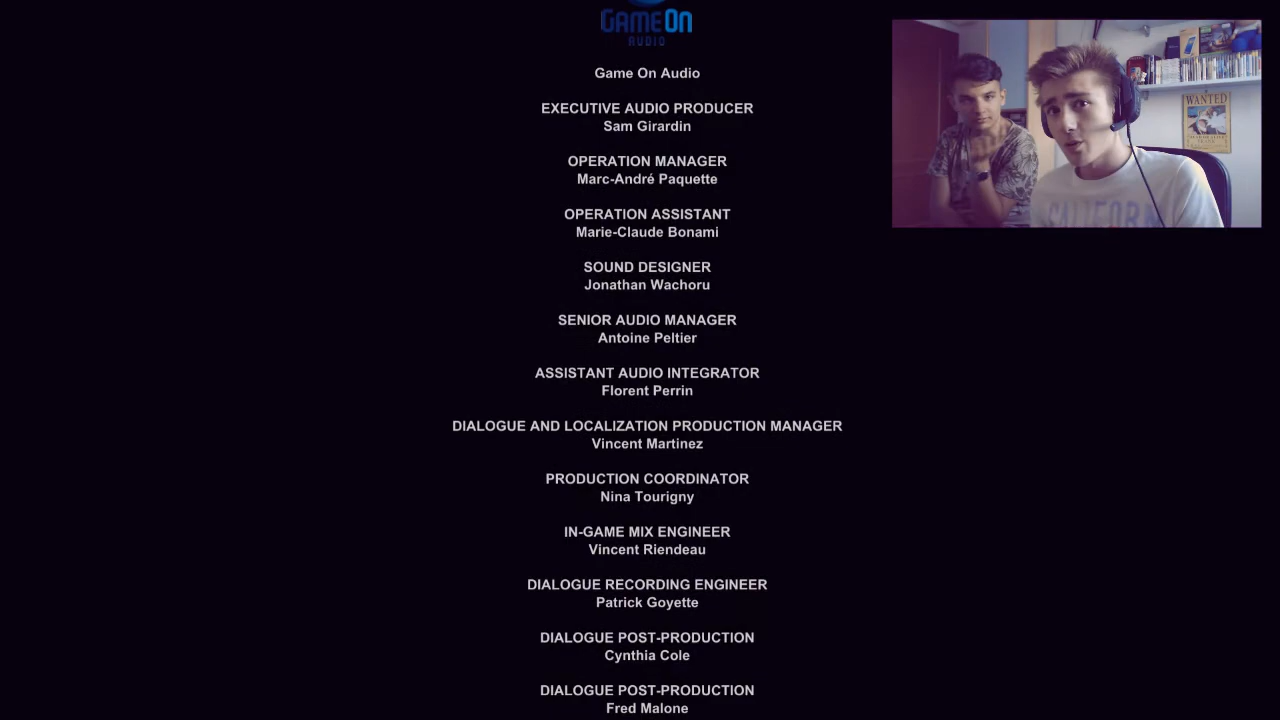 GAMEON
AUDIO
Game On Audio
EXECUTIVE AUDIO PRODUCER
Sam Girardin
OPERATION MANAGER
Marc-André Paquette
OPERATION ASSISTANT
Marie-Claude Bonami
SOUND DESIGNER
Jonathan Wachoru
SENIOR AUDIO MANAGER
Antoine Peltier
ASSISTANT AUDIO INTEGRATOR
Florent Perrin
DIALOGUE AND LOCALIZATION PRODUCTION MANAGER
Vincent Martinez
PRODUCTION COORDINATOR
Nina Tourigny
IN-GAME MIX ENGINEER
Vincent Riendeau
DIALOGUE RECORDING ENGINEER
Patrick Goyette
DIALOGUE POST-PRODUCTION
Cynthia Cole
DIALOGUE POST-PRODUCTION
Fred Malone
WANTED